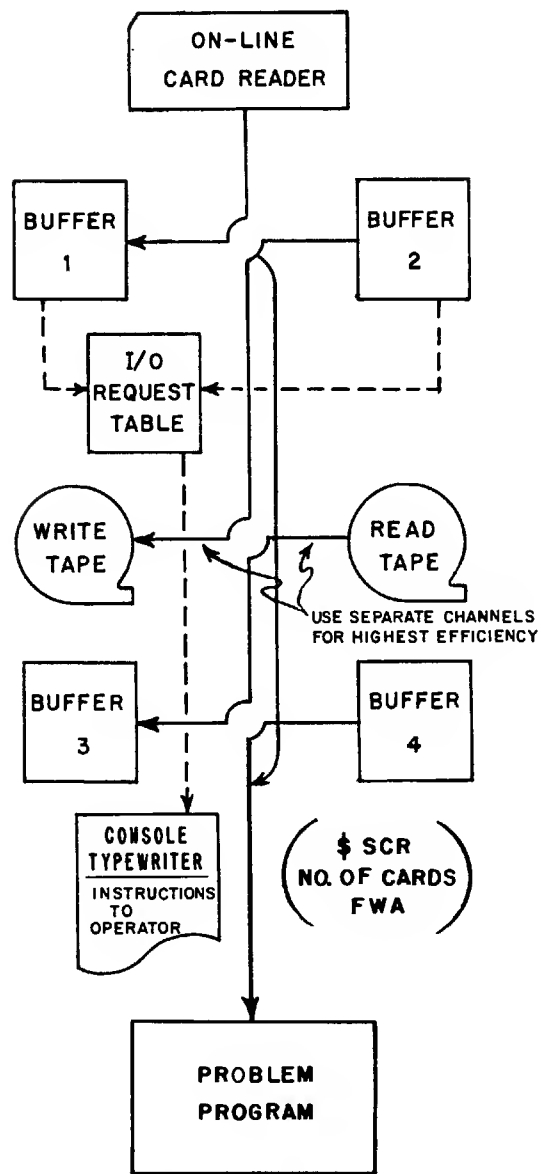 ON-LINE
CARD READER
BUFFER
1
BUFFER
2
I/O
REQUEST
TABLE
WRITE
TAPE
READ
TAPE
USE SEPARATE CHANNELS
FOR HIGHEST EFFICIENCY
BUFFER
3
BUFFER
4
CONSOLE
TYPEWRITER
INSTRUCTIONS
TO
OPERATOR
$ SCR
NO. OF CARDS
FWA
PROBLEM
PROGRAM